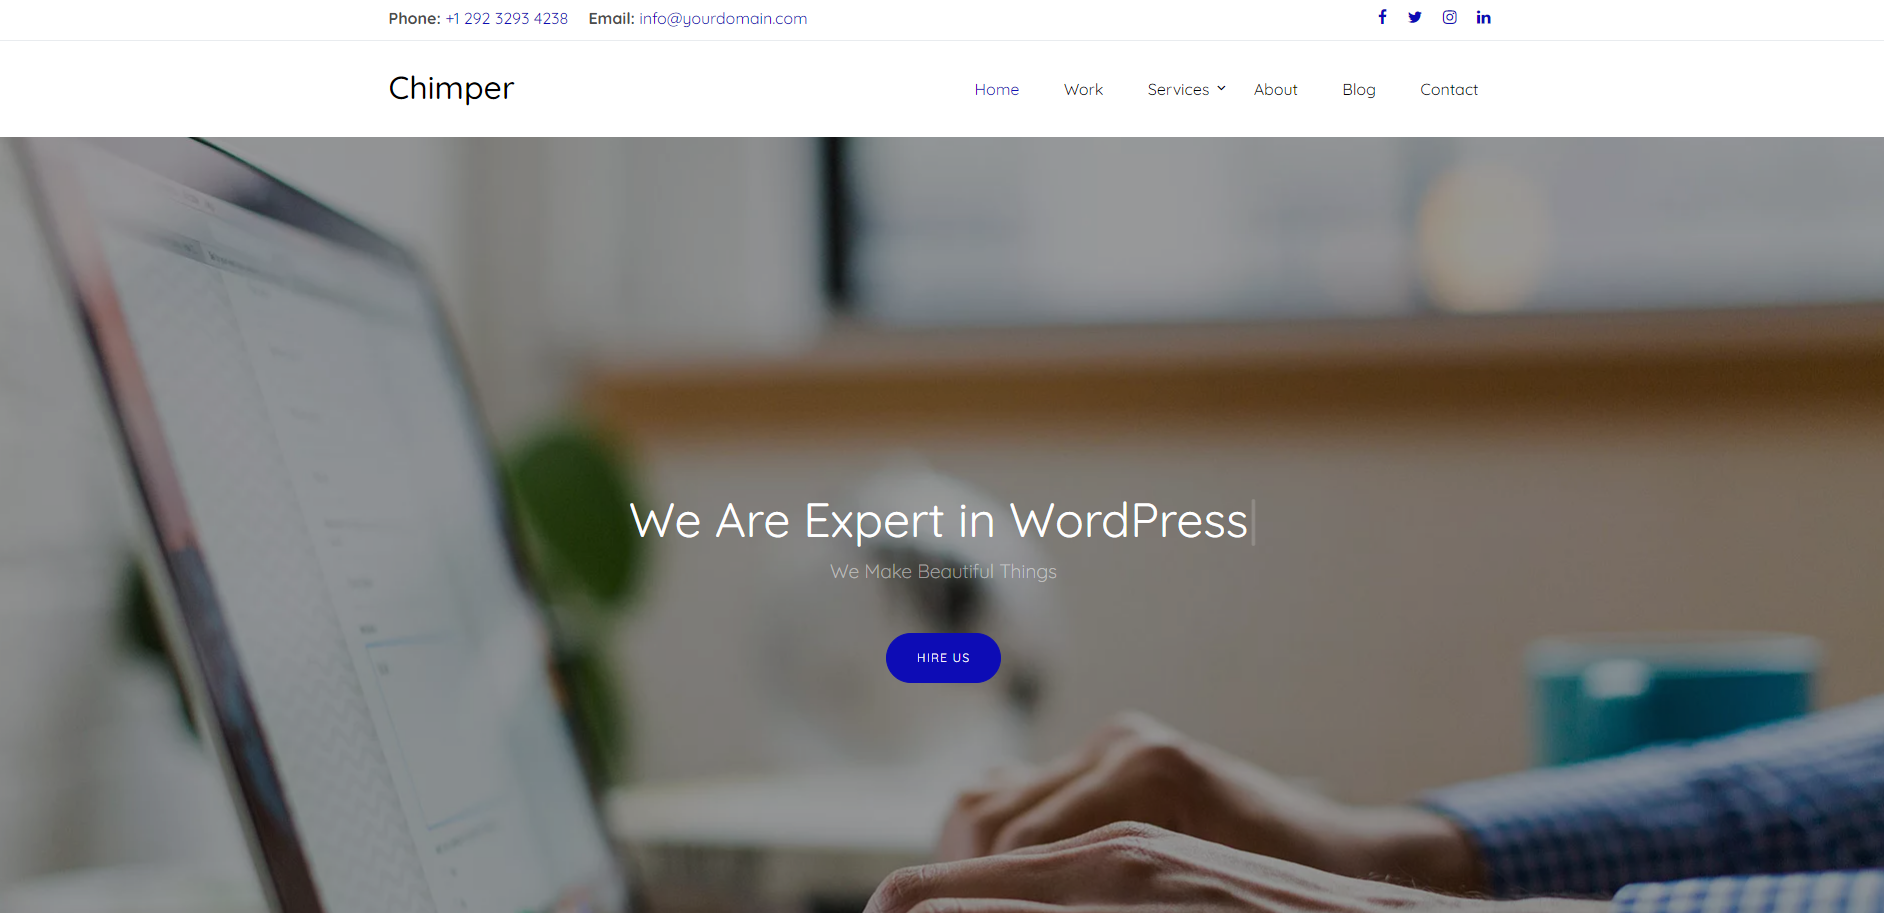 Phone: +1 292 3293 4238 Email: info@yourdomain.com
Chimper
Home Work Services About Blog Contact
We Are Expert in WordPress
We Make Beautiful Things
HIRE US